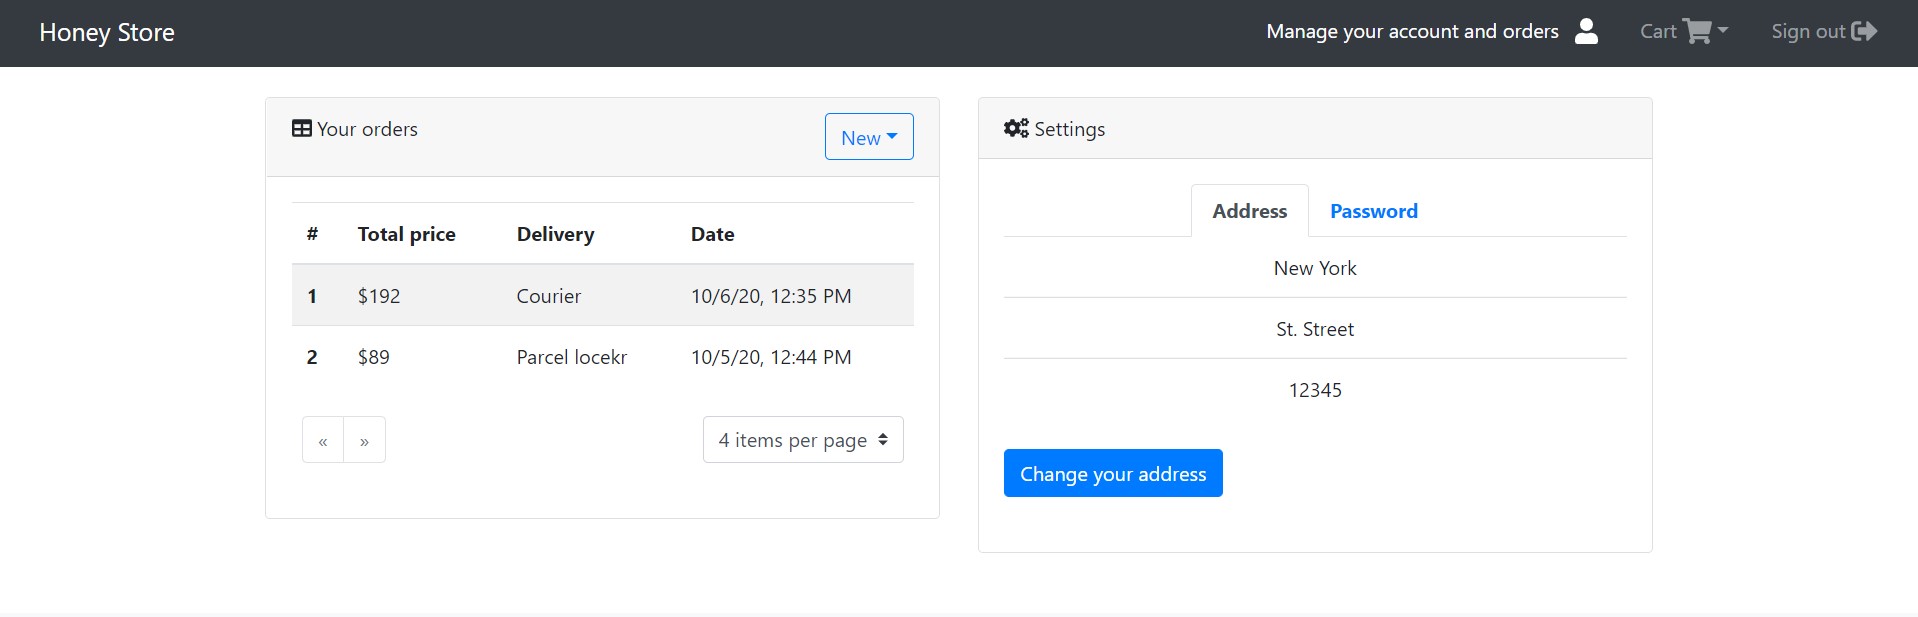 Honey Store
Manage your account and orders
Cart
Sign out
Your orders
New
# Total price Delivery Date
1 $192 Courier 10/6/20, 12:35 PM
2 $89 Parcel locekr 10/5/20, 12:44 PM
« »
4 items per page
Settings
Address Password
New York
St. Street
12345
Change your address